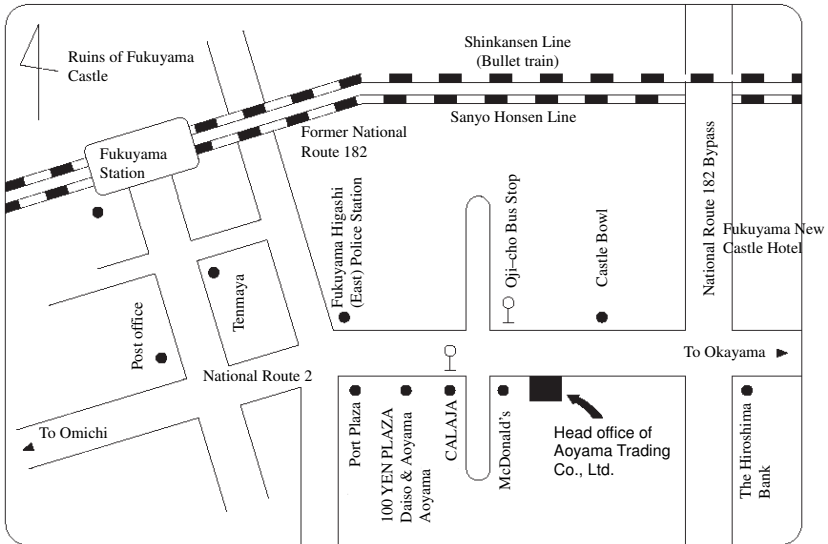 Shinkansen Line
(Bullet train)
Ruins of Fukuyama
Castle
Sanyo Honsen Line
Former National
Route 182
Fukuyama
Station
National Route 182 Bypass
Fukuyama New
Castle Hotel
Fukuyama Higashi
(East) Police Station
Oji–cho Bus Stop
Castle Bowl
Tenmaya
Post office
To Okayama
National Route 2
To Omichi
Port Plaza
100 YEN PLAZA
Daiso & Aoyama
Aoyama
CALAJA
McDonald's
Head office of
Aoyama Trading
Co., Ltd.
The Hiroshima
Bank